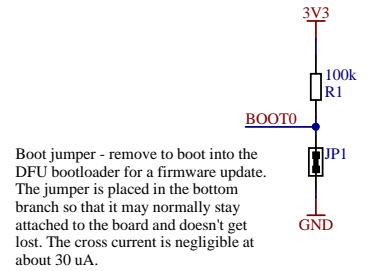 3V3
100k
R1
BOOT0
JP1
GND
Boot jumper - remove to boot into the
DFU bootloader for a firmware update.
The jumper is placed in the bottom
branch so that it may normally stay
attached to the board and doesn't get
lost. The cross current is negligible at
about 30 uA.